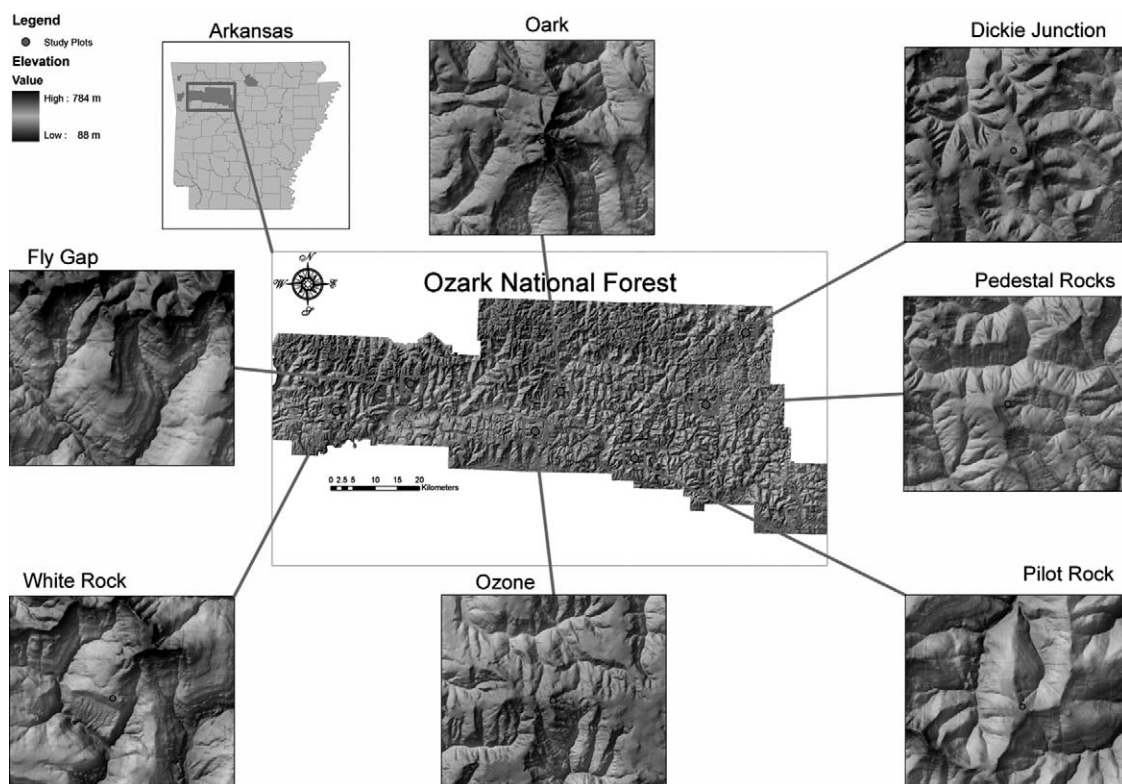 Legend
Study Plots
Elevation
Value
High : 784 m
Low : 88 m
Arkansas
Oark
Dickie Junction
Fly Gap
N
W E
S
Ozark National Forest
Pedestal Rocks
0 2.5 5 10 15 20
Kilometers
White Rock
Ozone
Pilot Rock